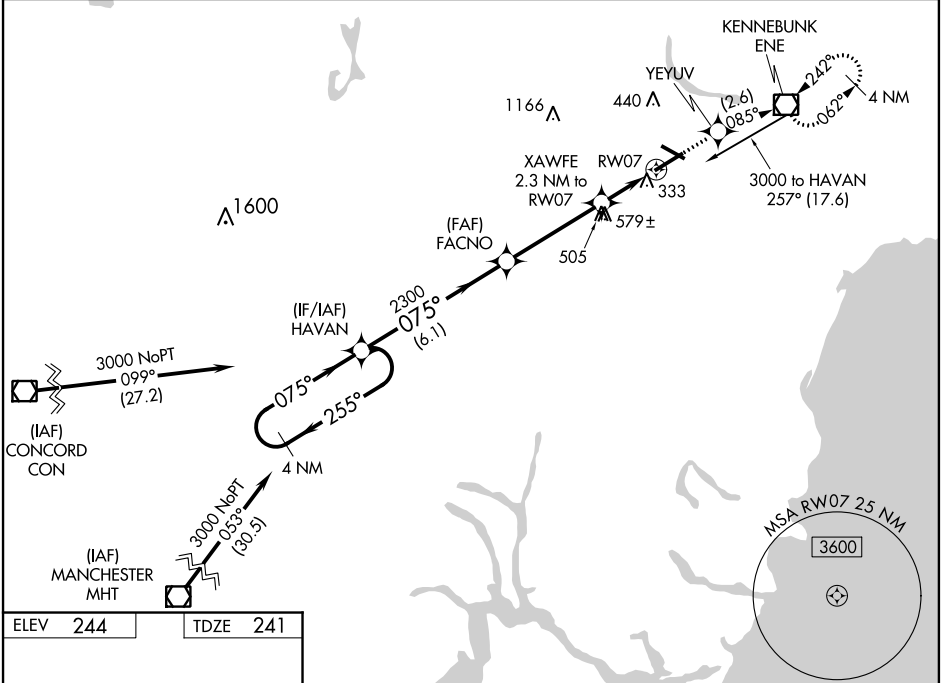 KENNEBUNK
ENE
YEYUV
(2.6)
085°
242°
062°
4 NM
1166
440
XAWFE
2.3 NM to
RW07
RW07
333
3000 to HAVAN
257° (17.6)
1600
579±
505
(FAF)
FACNO
(IF/IAF)
HAVAN
2300
075°
(6.1)
3000 NoPT
099°
(27.2)
075°
255°
(IAF)
CONCORD
CON
4 NM
3000 NoPT
053°
(30.5)
(IAF)
MANCHESTER
MHT
MSA RW07 25 NM
3600
ELEV 244
TDZE 241